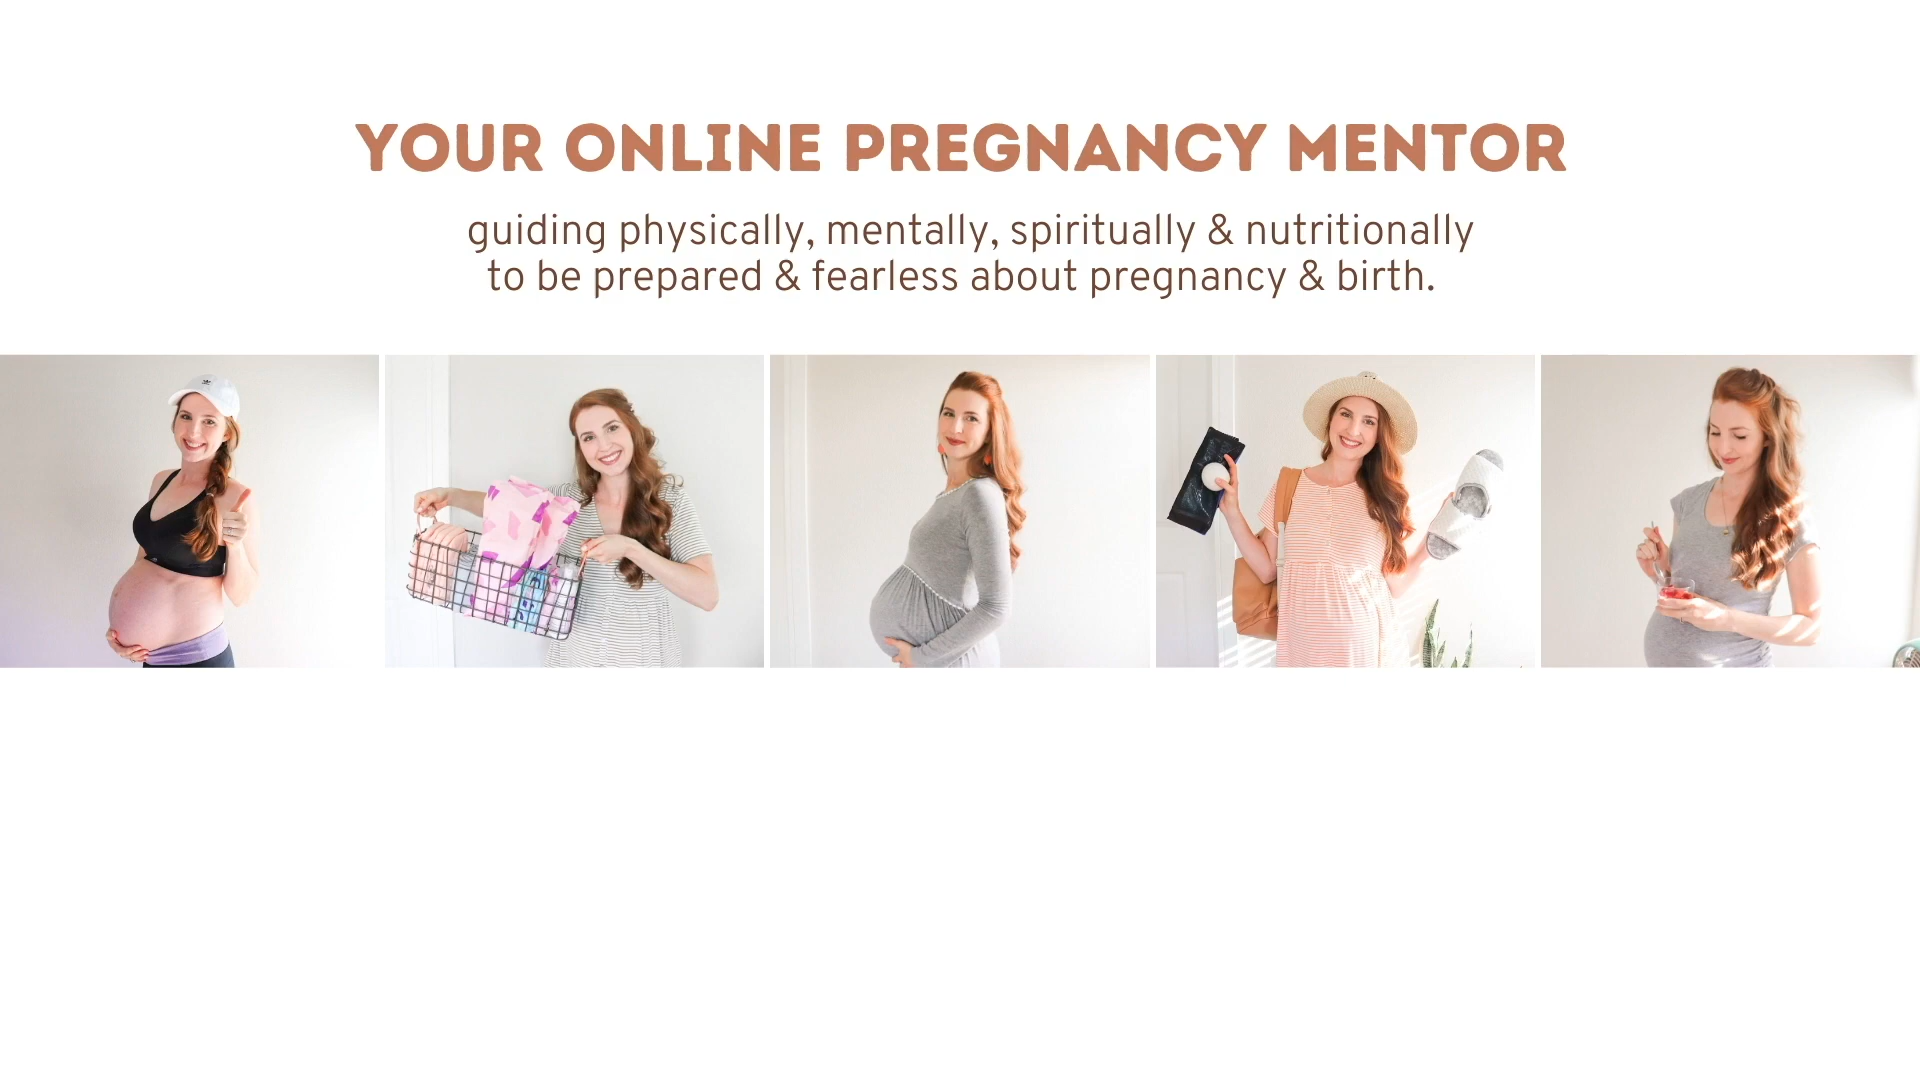 YOUR ONLINE PREGNANCY MENTOR
guiding physically, mentally, spiritually & nutritionally
to be prepared & fearless about pregnancy & birth.